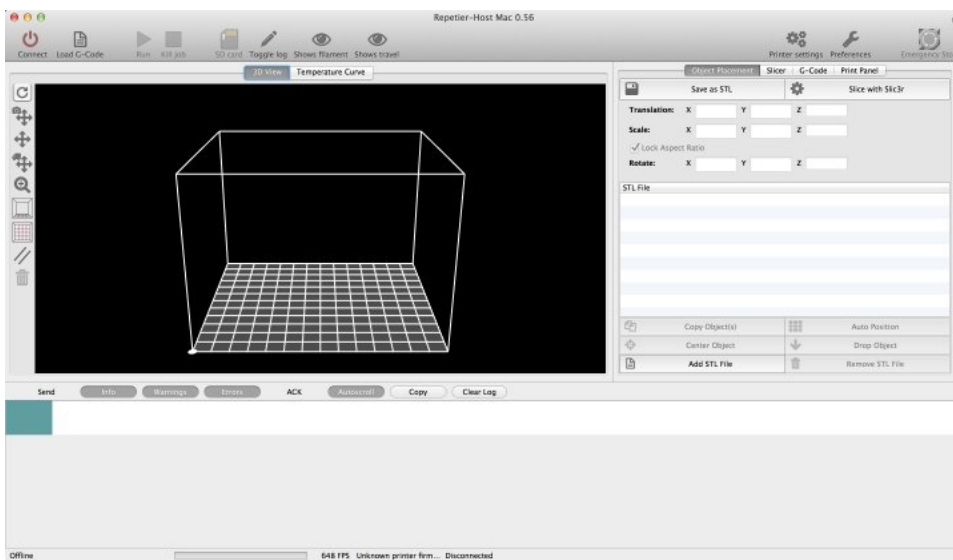 Repetier-Host Mac 0.56
Connect Load G-Code Run Kill job SD card Toggle log Shows filament Shows travel Printer settings Preferences Emergency Sto
3D View Temperature Curve Object Placement Slicer G-Code Print Panel
Save as STL Slice with Slic3r
Translation: X Y Z
Scale: X Y Z
Lock Aspect Ratio
Rotate: X Y Z
STL File
Copy Object(s) Auto Position
Center Object Drop Object
Add STL File Remove STL File
Send Info Warnings Errors ACK Autoscroll Copy Clear Log
Offline 648 FPS Unknown printer firm... Disconnected